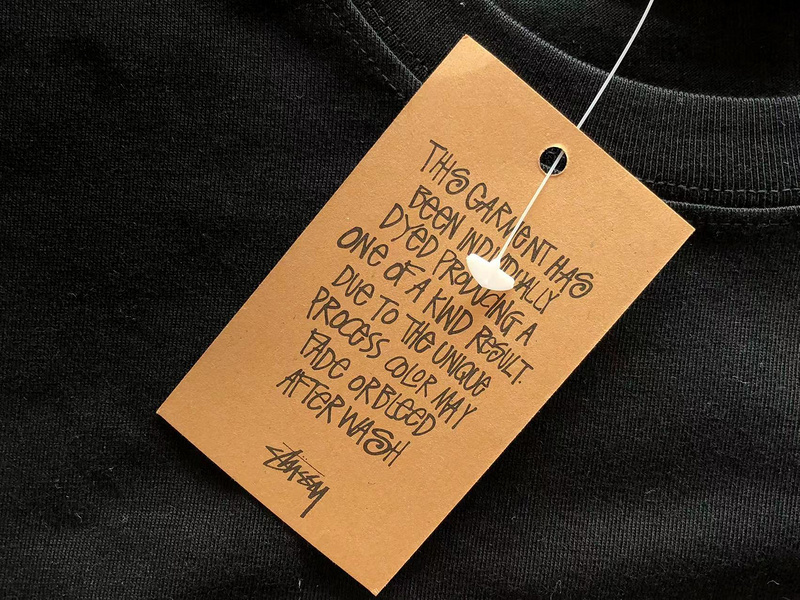 THIS GARMENT HAS
BEEN INDIVIDUALLY
DYED PRODUCING A
ONE OF A KIND RESULT.
DUE TO THE UNIQUE
PROCESS COLOR MAY
FADE OR BLEED
AFTER WASH
Stüssy